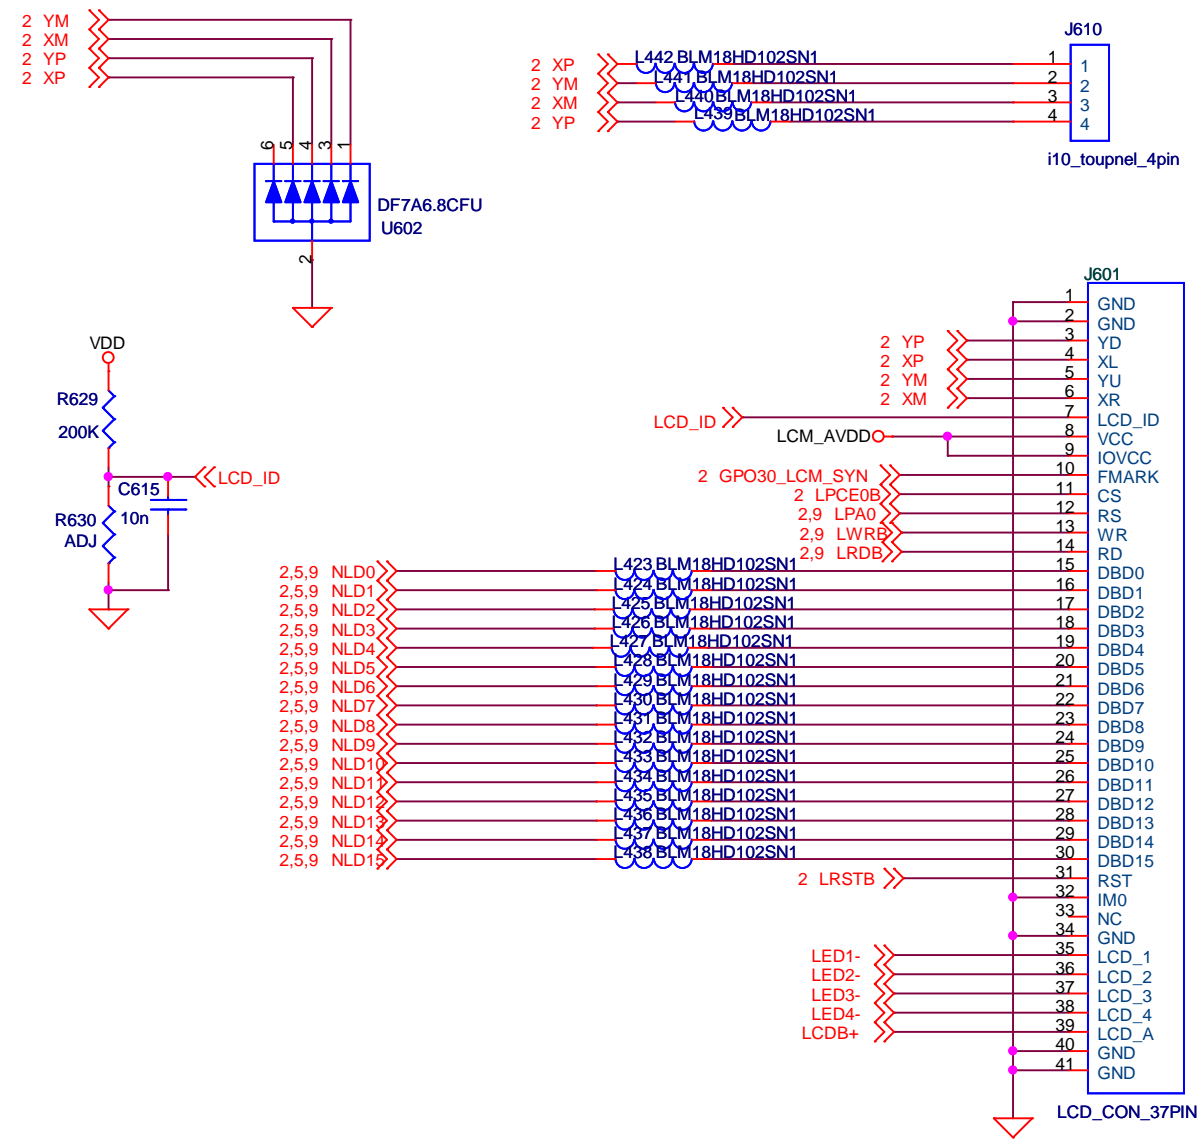 2 YM
2 XM
2 YP
2 XP
6 5 4 3 1
DF7A6.8CFU
U602
2
J610
2 XP L442 BLM18HD102SN1 1 1
2 YM L441 BLM18HD102SN1 2 2
2 XM L440 BLM18HD102SN1 3 3
2 YP L439 BLM18HD102SN1 4 4
i10_toupnel_4pin
VDD
R629
200K
LCD_ID
C615
10n
R630
ADJ
J601
1 GND
2 GND
2 YP 3 YD
2 XP 4 XL
2 YM 5 YU
2 XM 6 XR
LCD_ID 7 LCD_ID
LCM_AVDD 8 VCC
9 IOVCC
2 GPO30_LCM_SYN 10 FMARK
2 LPCE0B 11 CS
2,9 LPA0 12 RS
2,9 LWRB 13 WR
2,9 LRDB 14 RD
2,5,9 NLD0 L423 BLM18HD102SN1 15 DBD0
2,5,9 NLD1 L424 BLM18HD102SN1 16 DBD1
2,5,9 NLD2 L425 BLM18HD102SN1 17 DBD2
2,5,9 NLD3 L426 BLM18HD102SN1 18 DBD3
2,5,9 NLD4 L427 BLM18HD102SN1 19 DBD4
2,5,9 NLD5 L428 BLM18HD102SN1 20 DBD5
2,5,9 NLD6 L429 BLM18HD102SN1 21 DBD6
2,5,9 NLD7 L430 BLM18HD102SN1 22 DBD7
2,5,9 NLD8 L431 BLM18HD102SN1 23 DBD8
2,5,9 NLD9 L432 BLM18HD102SN1 24 DBD9
2,5,9 NLD10 L433 BLM18HD102SN1 25 DBD10
2,5,9 NLD11 L434 BLM18HD102SN1 26 DBD11
2,5,9 NLD12 L435 BLM18HD102SN1 27 DBD12
2,5,9 NLD13 L436 BLM18HD102SN1 28 DBD13
2,5,9 NLD14 L437 BLM18HD102SN1 29 DBD14
2,5,9 NLD15 L438 BLM18HD102SN1 30 DBD15
2 LRSTB 31 RST
32 IM0
33 NC
34 GND
LED1- 35 LCD_1
LED2- 36 LCD_2
LED3- 37 LCD_3
LED4- 38 LCD_4
LCDB+ 39 LCD_A
40 GND
41 GND
LCD_CON_37PIN